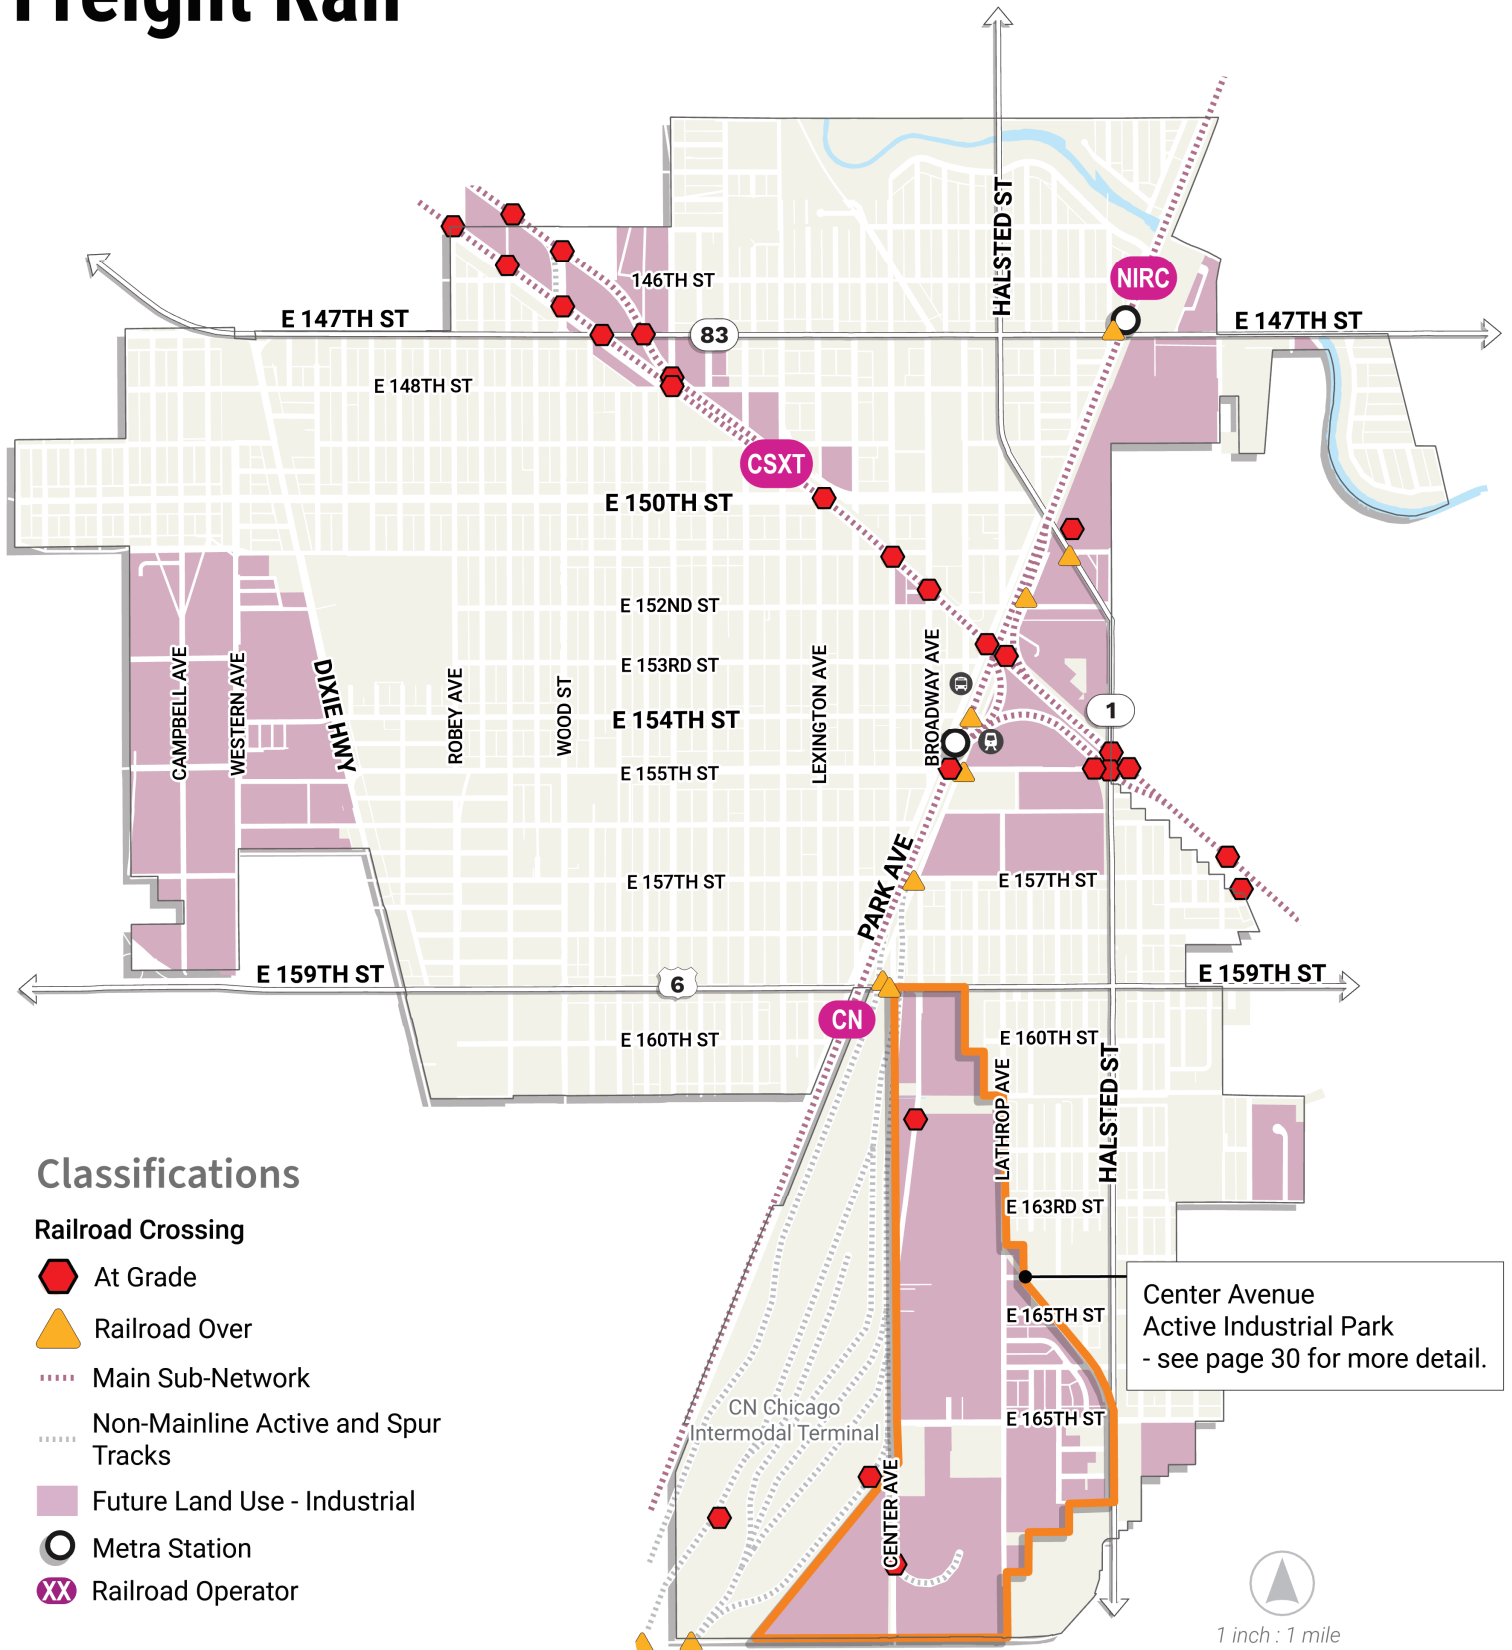 Freight Rail
HALSTED ST
NIRC
146TH ST
E 147TH ST
83
E 147TH ST
E 148TH ST
CSXT
E 150TH ST
E 152ND ST
E 153RD ST
E 154TH ST
E 155TH ST
CAMPBELL AVE
WESTERN AVE
DIXIE HWY
ROBEY AVE
WOOD ST
LEXINGTON AVE
BROADWAY AVE
1
PARK AVE
E 157TH ST
E 157TH ST
E 159TH ST
6
E 159TH ST
CN
E 160TH ST
E 160TH ST
LATHROP AVE
HALSTED ST
E 163RD ST
E 165TH ST
E 165TH ST
Center Avenue
Active Industrial Park
- see page 30 for more detail.
CN Chicago
Intermodal Terminal
CENTER AVE
Classifications
Railroad Crossing
At Grade
Railroad Over
Main Sub-Network
Non-Mainline Active and Spur
Tracks
Future Land Use - Industrial
Metra Station
XX Railroad Operator
1 inch : 1 mile